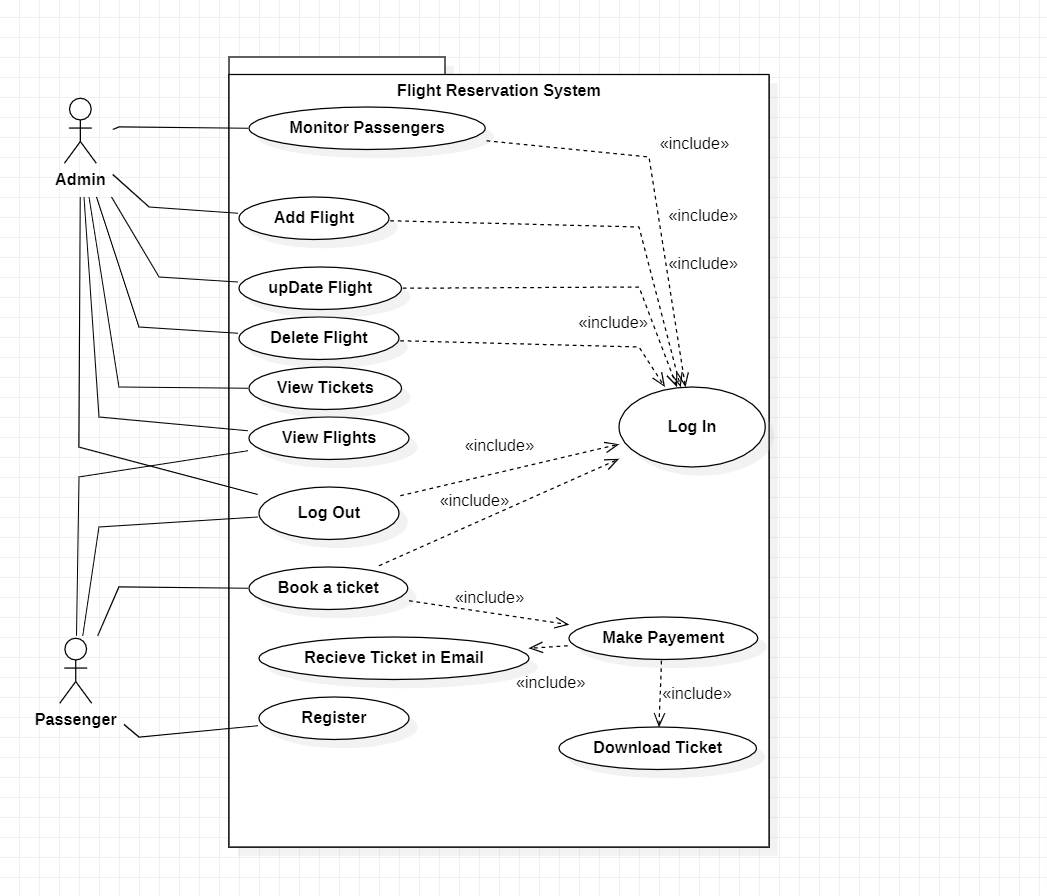 Flight Reservation System
Monitor Passengers
«include»
Admin
Add Flight
«include»
«include»
upDate Flight
«include»
Delete Flight
View Tickets
Log In
View Flights
«include»
«include»
Log Out
Book a ticket
«include»
Make Payement
Recieve Ticket in Email
«include»
«include»
Passenger
Register
Download Ticket